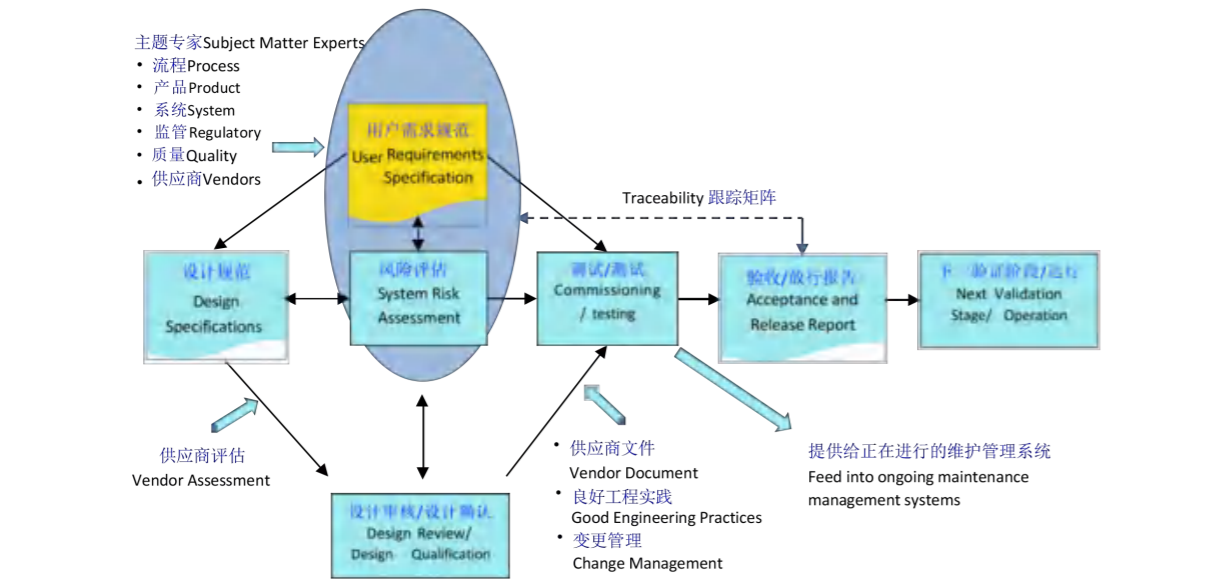 主题专家Subject Matter Experts
• 流程Process
• 产品Product
• 系统System
• 监管Regulatory
• 质量Quality
• 供应商Vendors
用户需求规范
User Requirements
Specification
Traceability 跟踪矩阵
设计规范
Design
Specifications
风险评估
System Risk
Assessment
调试/测试
Commissioning
/ testing
验收/放行报告
Acceptance and
Release Report
下一验证阶段/运行
Next Validation
Stage/ Operation
供应商评估
Vendor Assessment
• 供应商文件
Vendor Document
• 良好工程实践
Good Engineering Practices
• 变更管理
Change Management
提供给正在进行的维护管理系统
Feed into ongoing maintenance
management systems
设计审核/设计确认
Design Review/
Design Qualification